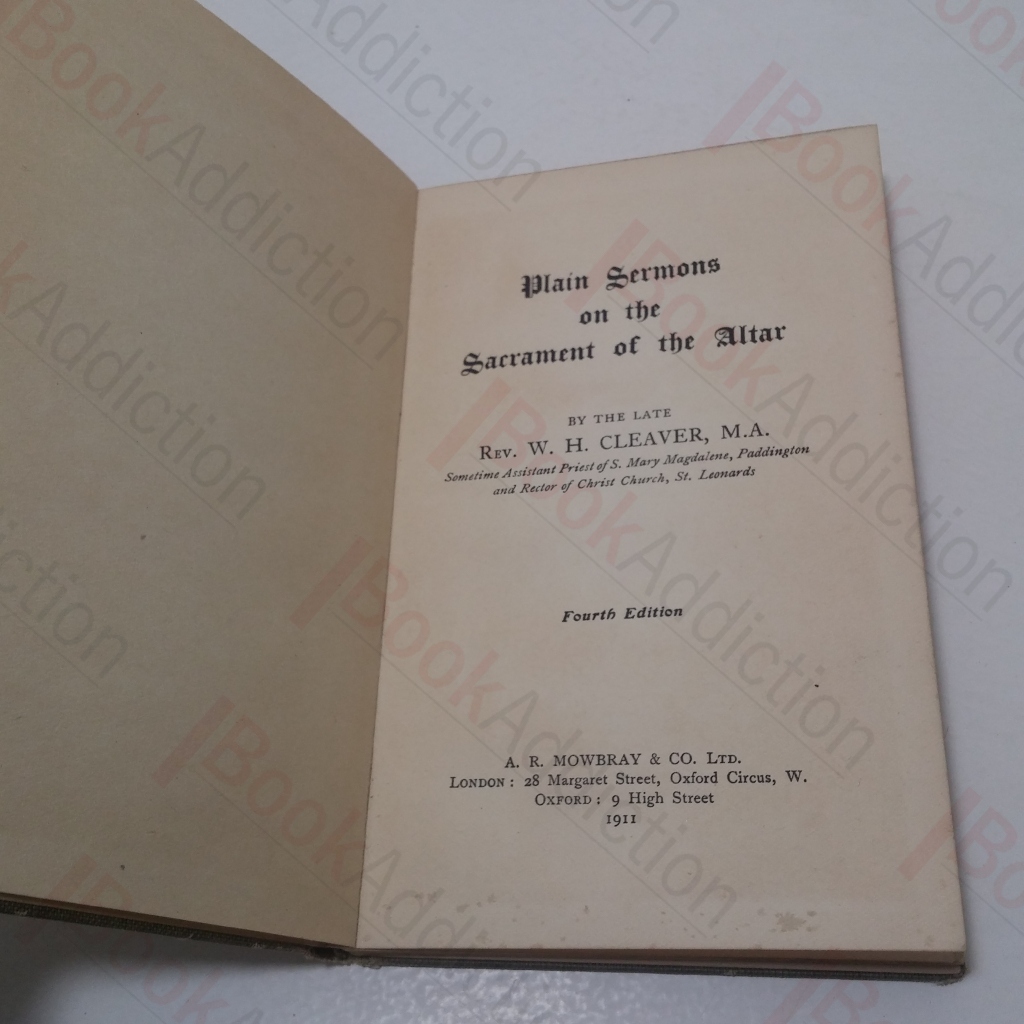 Plain Sermons
on the
Sacrament of the Altar
BY THE LATE
REV. W. H. CLEAVER, M.A.
Sometime Assistant Priest of S. Mary Magdalene, Paddington
and Rector of Christ Church, St. Leonards
Fourth Edition
A. R. MOWBRAY & CO. LTD.
LONDON: 28 Margaret Street, Oxford Circus, W.
OXFORD: 9 High Street
1911
BookAddiction